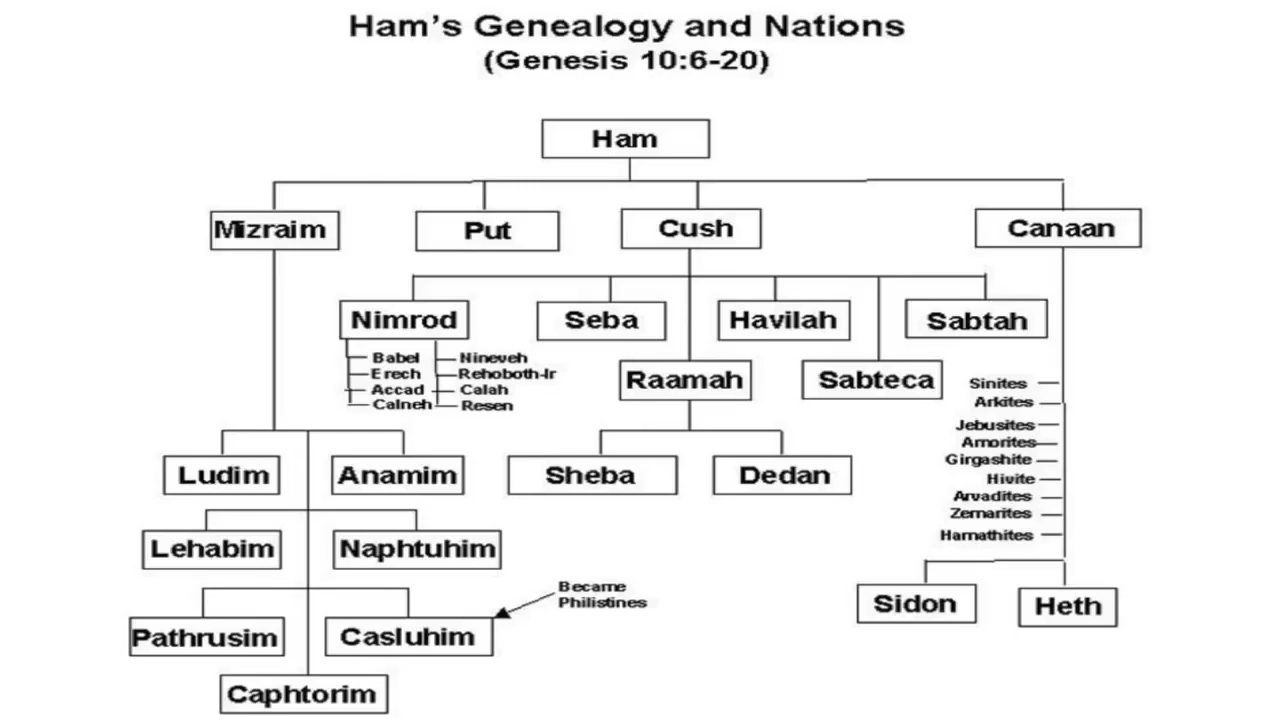 Ham's Genealogy and Nations
(Genesis 10:6-20)
Ham
Mizraim
Put
Cush
Canaan
Nimrod
Seba
Havilah
Sabtah
Babel
Nineveh
Erech
Rehoboth-Ir
Accad
Calah
Calneh
Resen
Raamah
Sabteca
Sinites
Arkites
Jebusites
Amorites
Girgashite
Hivite
Arvadites
Zemarites
Hamathites
Ludim
Anamim
Sheba
Dedan
Lehabim
Naphtuhim
Became
Philistines
Sidon
Heth
Pathrusim
Casluhim
Caphtorim